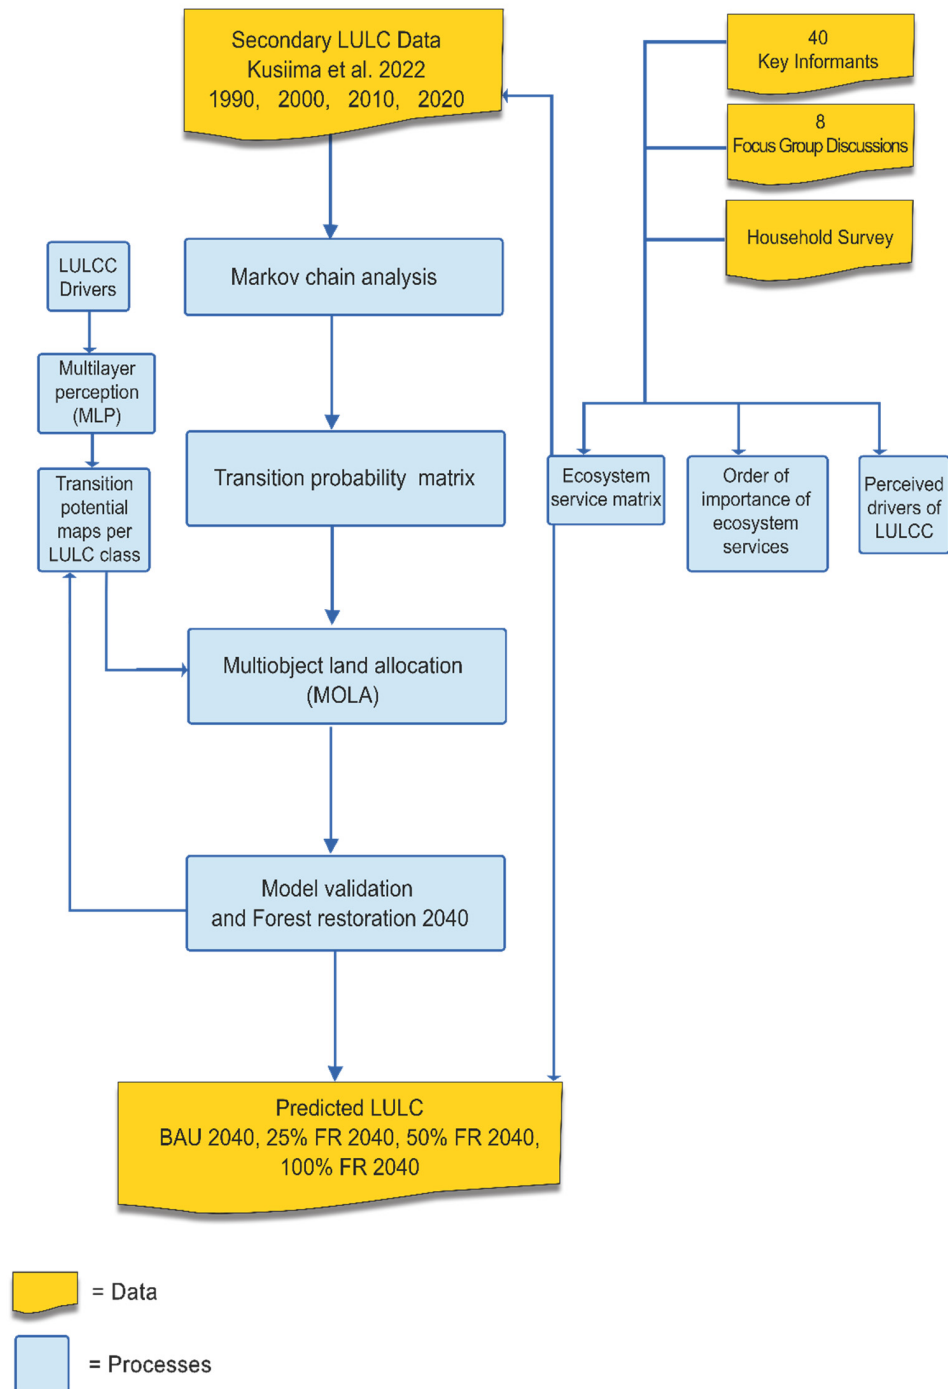 Secondary LULC Data
Kusiima et al. 2022
1990, 2000, 2010, 2020
Markov chain analysis
LULCC
Drivers
Multilayer
perception
(MLP)
Transition
potential
maps per
LULC class
Transition probability matrix
Multiobject land allocation
(MOLA)
Model validation
and Forest restoration 2040
Predicted LULC
BAU 2040, 25% FR 2040, 50% FR 2040,
100% FR 2040
40
Key Informants
8
Focus Group Discussions
Household Survey
Ecosystem
service matrix
Order of
importance of
ecosystem
services
Perceived
drivers of
LULCC
= Data
= Processes